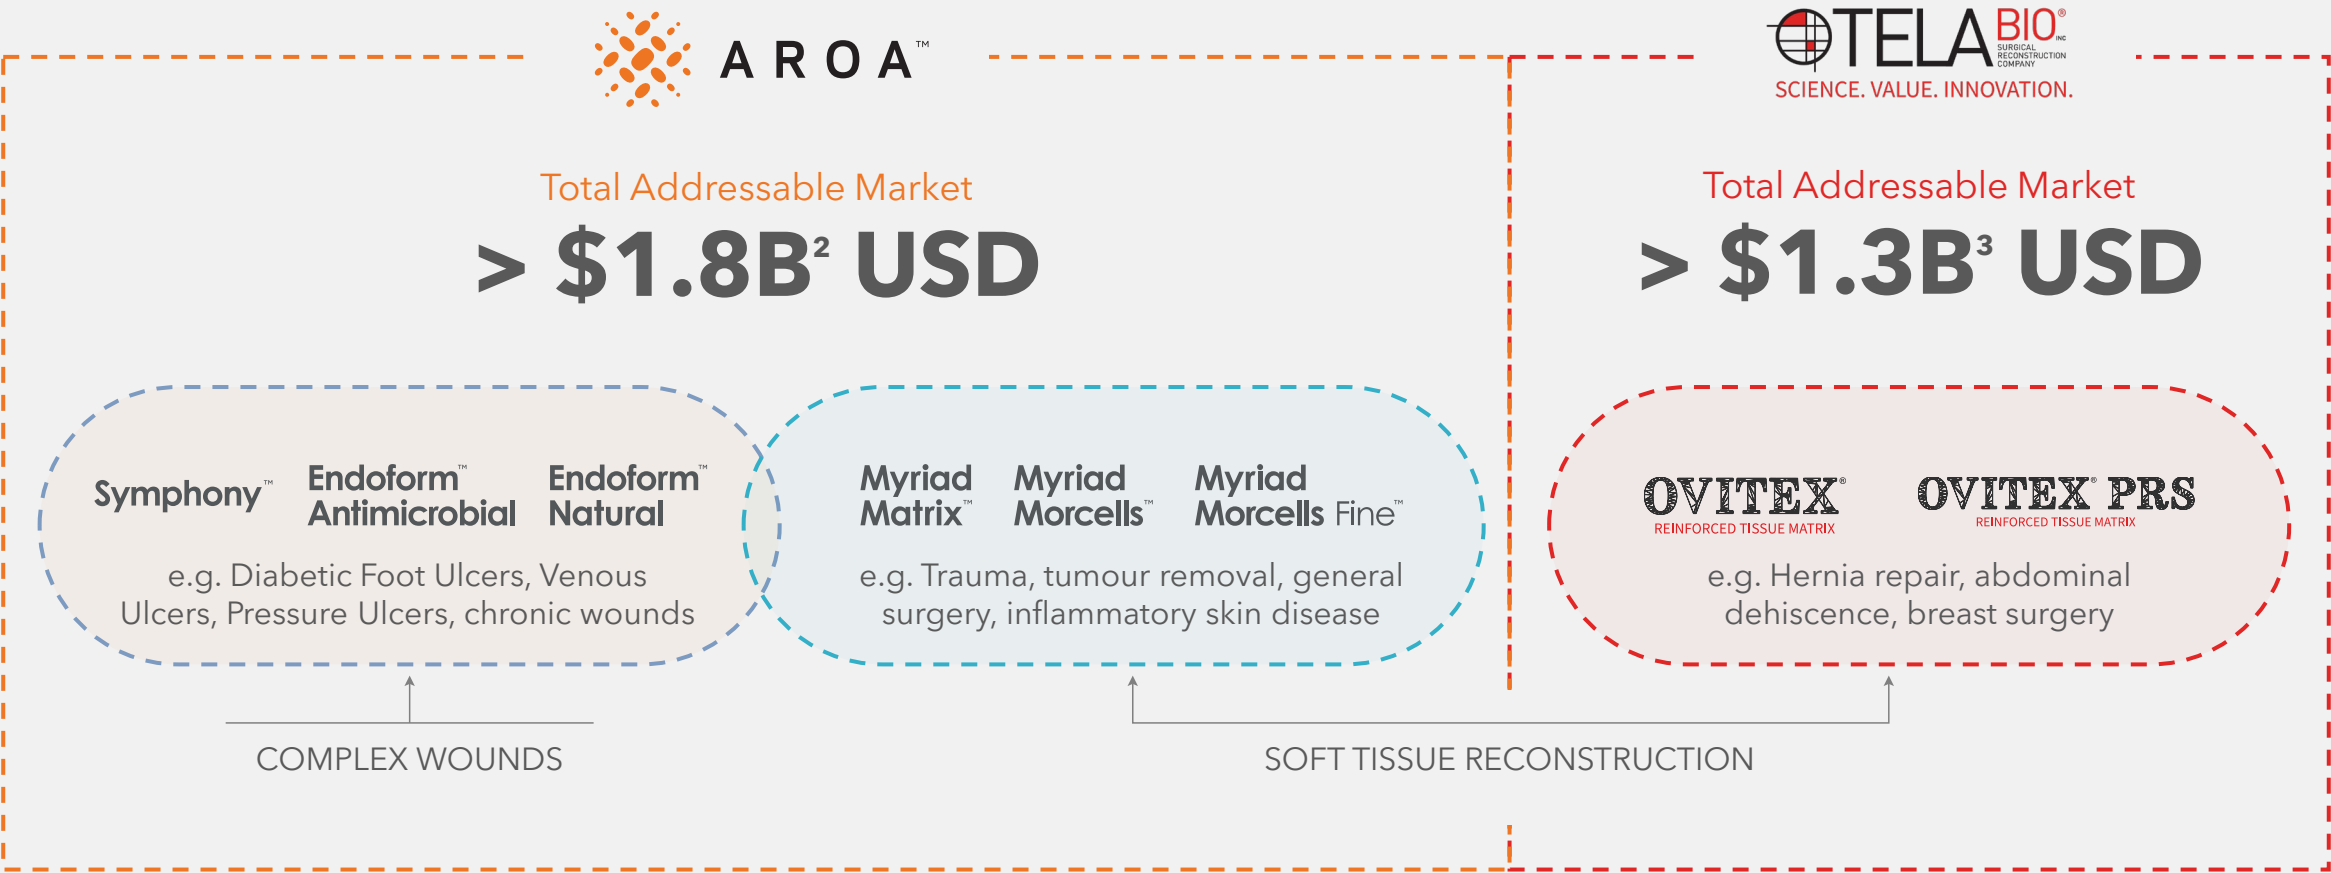 AROA™
Total Addressable Market
> $1.8B² USD
Symphony™
Endoform™
Antimicrobial
Endoform™
Natural
e.g. Diabetic Foot Ulcers, Venous
Ulcers, Pressure Ulcers, chronic wounds
Myriad
Matrix™
Myriad
Morcells™
Myriad
Morcells Fine™
e.g. Trauma, tumour removal, general
surgery, inflammatory skin disease
TELA BIO® INC
SURGICAL
RECONSTRUCTION
COMPANY
SCIENCE. VALUE. INNOVATION.
Total Addressable Market
> $1.3B³ USD
OVITEX®
REINFORCED TISSUE MATRIX
OVITEX® PRS
REINFORCED TISSUE MATRIX
e.g. Hernia repair, abdominal
dehiscence, breast surgery
COMPLEX WOUNDS
SOFT TISSUE RECONSTRUCTION